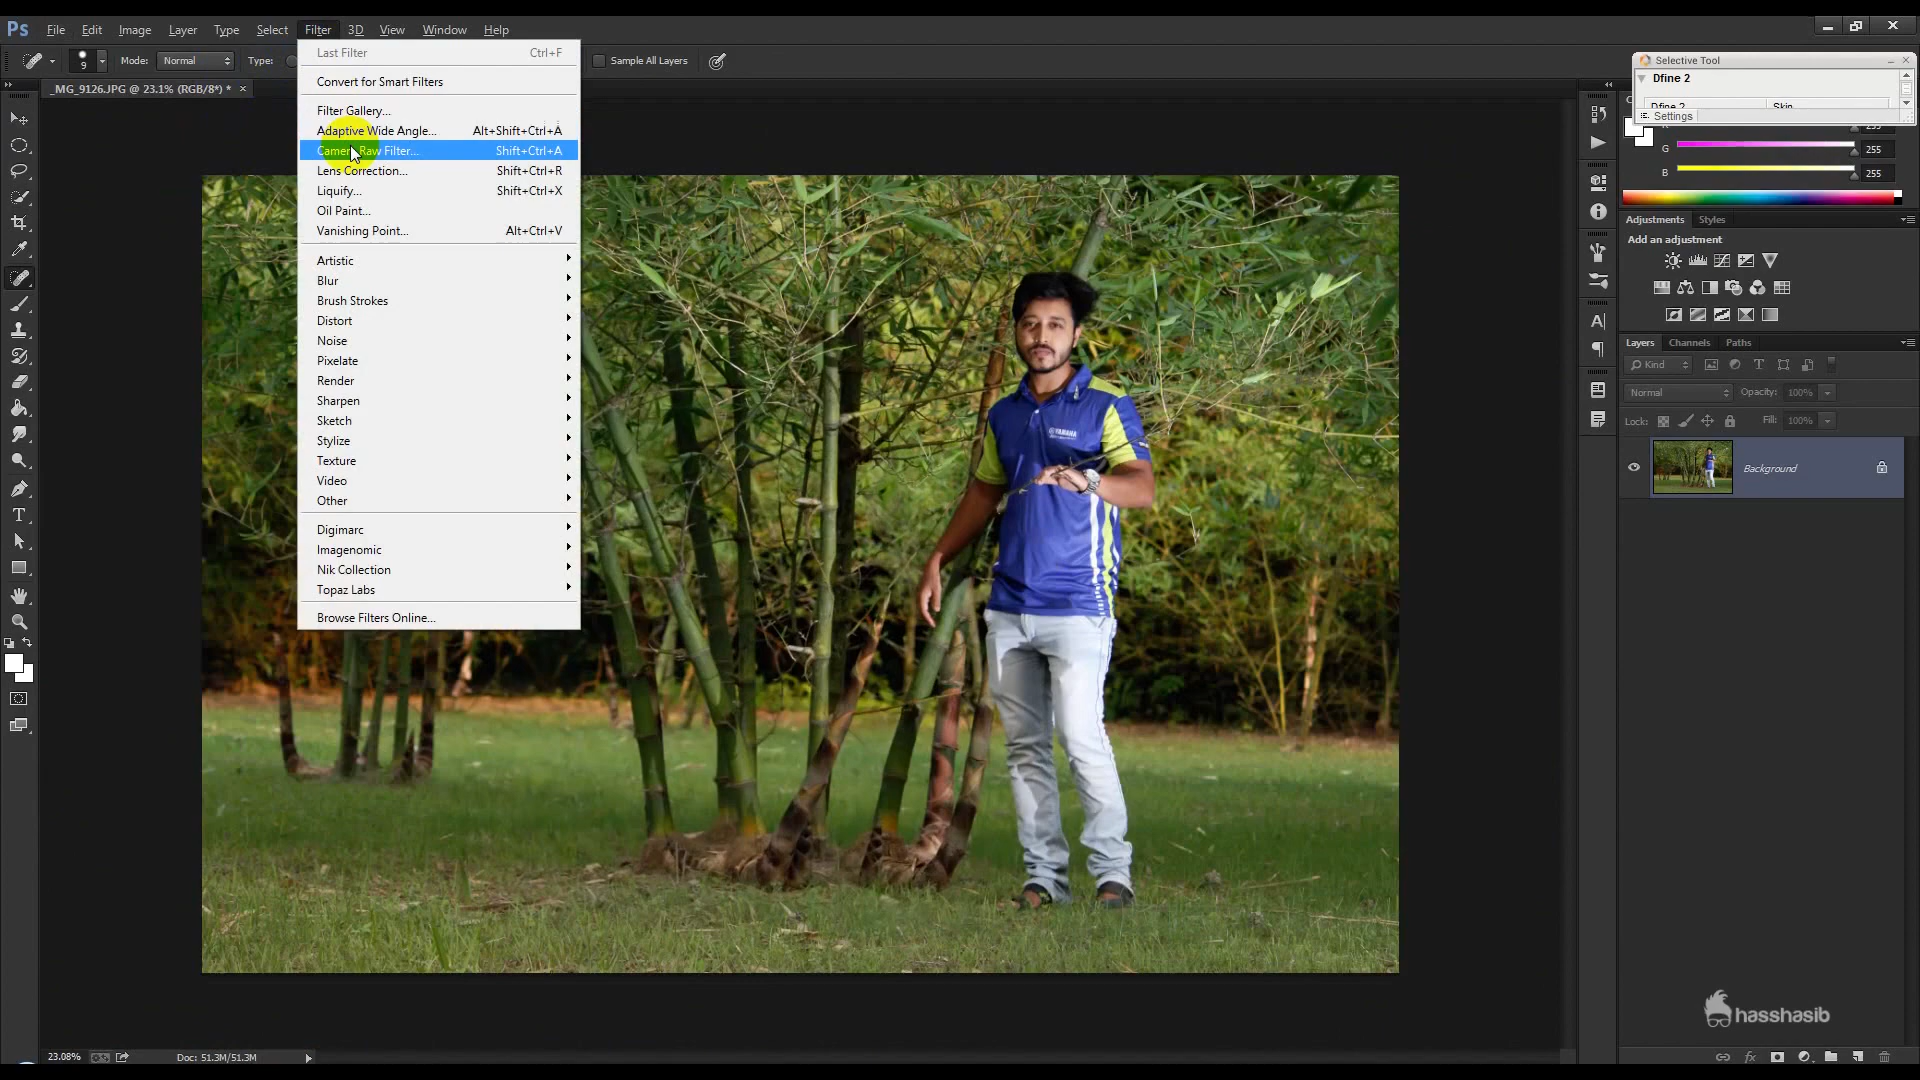 Ps File Edit Image Layer Type Select Filter 3D View Window Help
9 Mode: Normal Type: Sample All Layers
_MG_9126.JPG @ 23.1% (RGB/8*) * ×
Last Filter Ctrl+F
Convert for Smart Filters
Filter Gallery...
Adaptive Wide Angle... Alt+Shift+Ctrl+A
Camera Raw Filter... Shift+Ctrl+A
Lens Correction... Shift+Ctrl+R
Liquify... Shift+Ctrl+X
Oil Paint...
Vanishing Point... Alt+Ctrl+V
Artistic
Blur
Brush Strokes
Distort
Noise
Pixelate
Render
Sharpen
Sketch
Stylize
Texture
Video
Other
Digimarc
Imagenomic
Nik Collection
Topaz Labs
Browse Filters Online...
YAMAHA
Selective Tool
Dfine 2
Dfine 2 Skin
Settings
255
G 255
B 255
Adjustments Styles
Add an adjustment
Layers Channels Paths
Kind
Normal Opacity: 100%
Lock: Fill: 100%
Background
hasshasib
23.08% Doc: 51.3M/51.3M